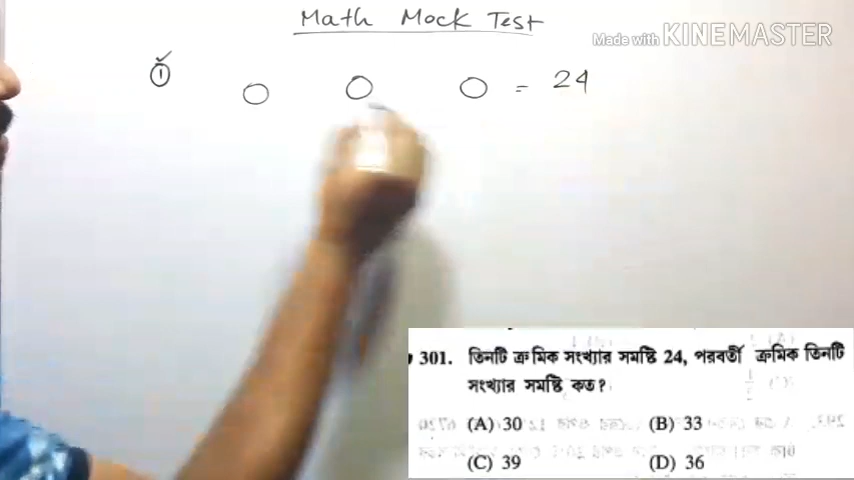 Math Mock Test
Made with KINEMASTER
1 ○ ○ ○ = 24
301. তিনটি ক্রমিক সংখ্যার সমষ্টি 24, পরবর্তী ক্রমিক তিনটি
সংখ্যার সমষ্টি কত?
(A) 30 (B) 33
(C) 39 (D) 36